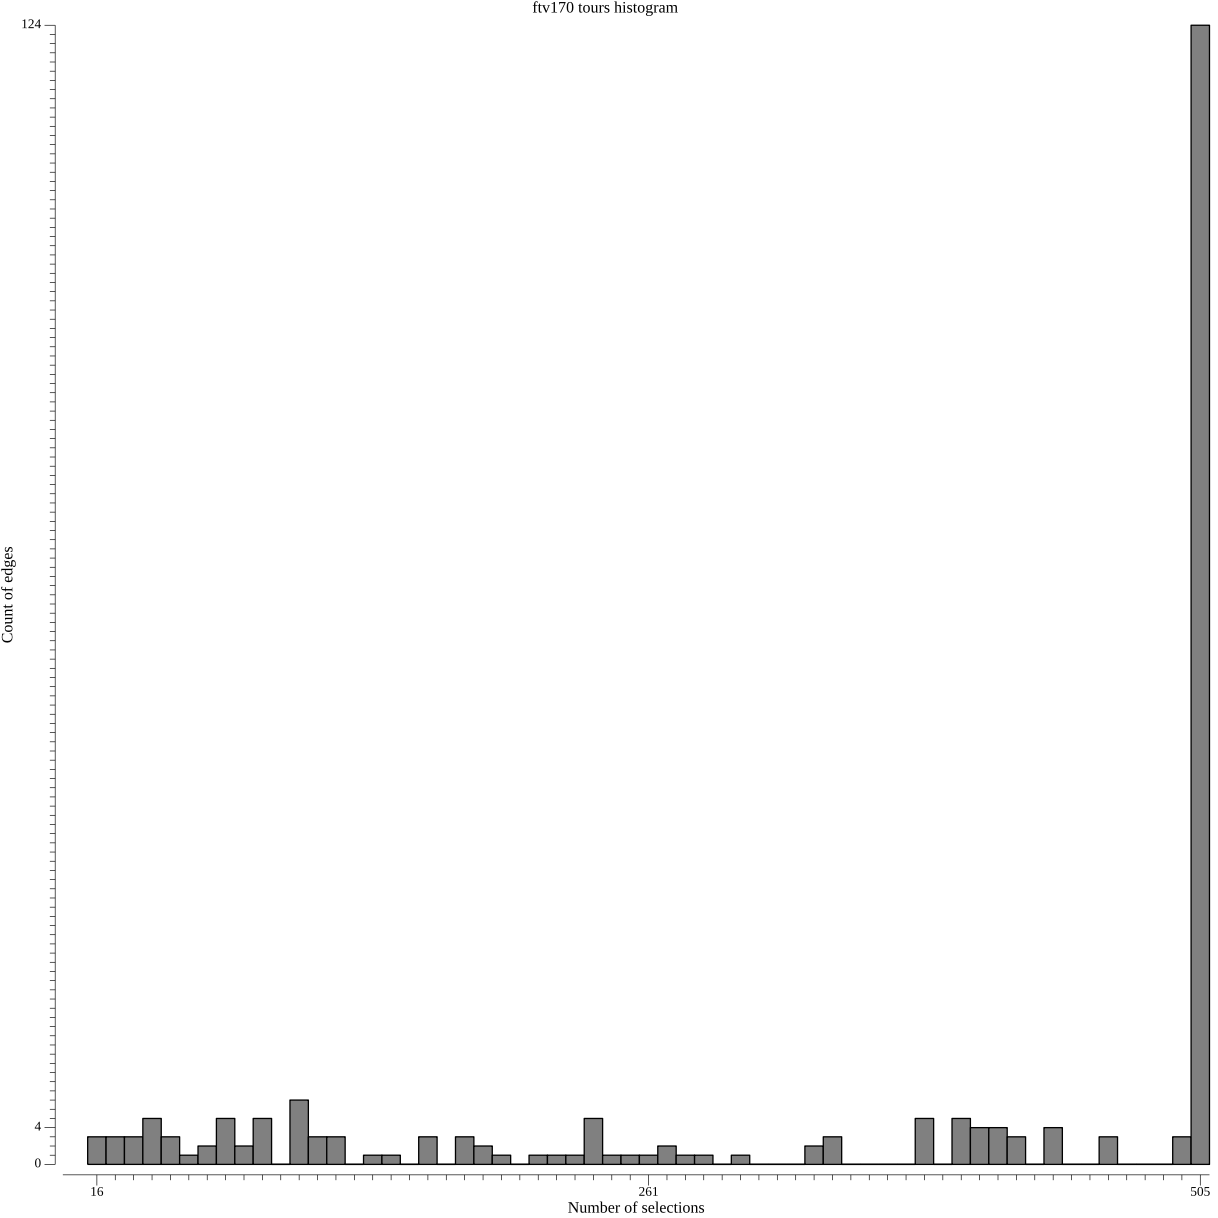 ftv170 tours histogram
124
Count of edges
4
0
16 261 505
Number of selections